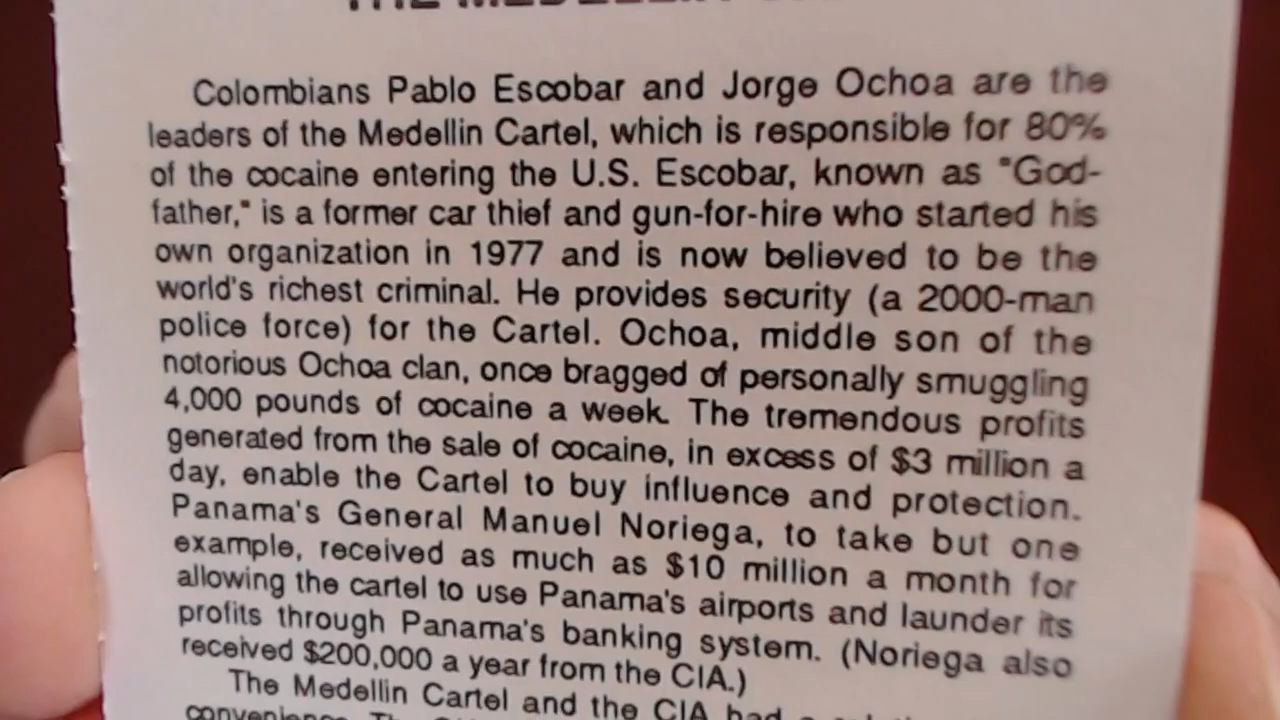 THE MEDELLIN
Colombians Pablo Escobar and Jorge Ochoa are the
leaders of the Medellin Cartel, which is responsible for 80%
of the cocaine entering the U.S. Escobar, known as "God-
father," is a former car thief and gun-for-hire who started his
own organization in 1977 and is now believed to be the
world's richest criminal. He provides security (a 2000-man
police force) for the Cartel. Ochoa, middle son of the
notorious Ochoa clan, once bragged of personally smuggling
4,000 pounds of cocaine a week. The tremendous profits
generated from the sale of cocaine, in excess of $3 million a
day, enable the Cartel to buy influence and protection.
Panama's General Manuel Noriega, to take but one
example, received as much as $10 million a month for
allowing the cartel to use Panama's airports and launder its
profits through Panama's banking system. (Noriega also
received $200,000 a year from the CIA.)
The Medellin Cartel and the CIA had a
convenience. The